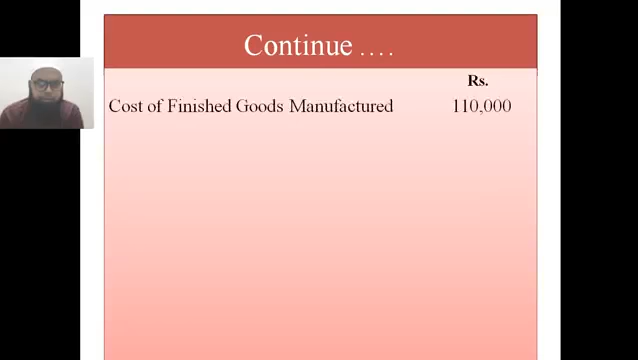 Continue ....
Rs.
Cost of Finished Goods Manufactured 110,000